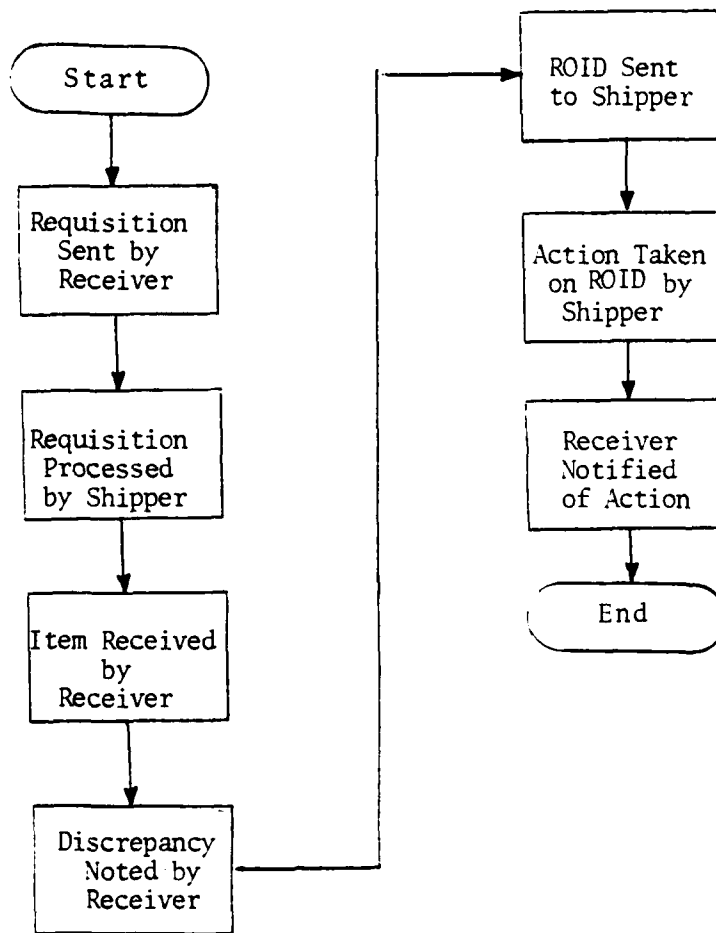 Start
Requisition
Sent by
Receiver
Requisition
Processed
by Shipper
Item Received
by
Receiver
Discrepancy
Noted by
Receiver
ROID Sent
to Shipper
Action Taken
on ROID by
Shipper
Receiver
Notified
of Action
End